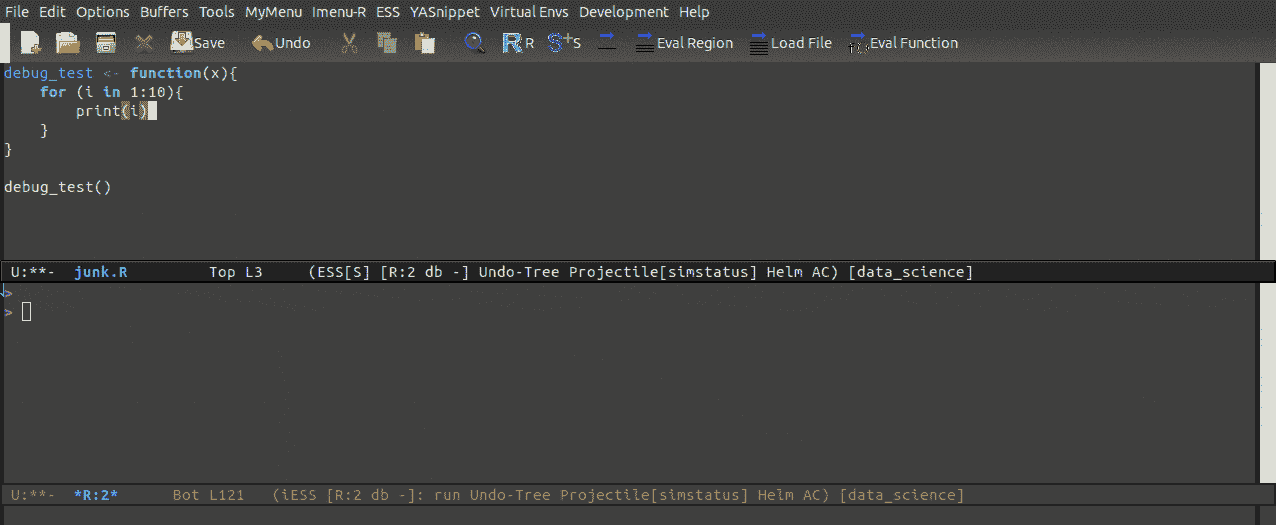 File Edit Options Buffers Tools MyMenu Imenu-R ESS YASnippet Virtual Envs Development Help
Save Undo R S Eval Region Load File Eval Function
debug_test <- function(x){
    for (i in 1:10){
        print(i)
    }
}
debug_test()
U:**-  junk.R         Top L3     (ESS[S] [R:2 db -] Undo-Tree Projectile[simstatus] Helm AC) [data_science]
>
>
U:**-  *R:2*      Bot L121   (iESS [R:2 db -]: run Undo-Tree Projectile[simstatus] Helm AC) [data_science]